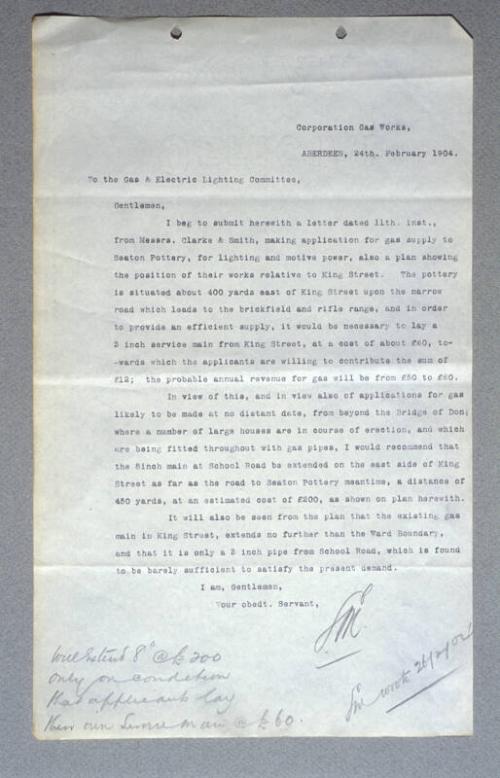 Corporation Gas Works,
ABERDEEN, 24th. February 1904.
To the Gas & Electric Lighting Committee,
Gentlemen,
I beg to submit herewith a letter dated 11th. inst.,
from Messrs. Clarke & Smith, making application for gas supply to
Seaton Pottery, for lighting and motive power, also a plan showing
the position of their works relative to King Street. The pottery
is situated about 400 yards east of King Street upon the narrow
road which leads to the brickfield and rifle range, and in order
to provide an efficient supply, it would be necessary to lay a
3 inch service main from King Street, at a cost of about £60, to-
-wards which the applicants are willing to contribute the sum of
£12; the probable annual revenue for gas will be from £50 to £60.
In view of this, and in view also of applications for gas
likely to be made at no distant date, from beyond the Bridge of Don,
where a number of large houses are in course of erection, and which
are being fitted throughout with gas pipes, I would recommend that
the 8inch main at School Road be extended on the east side of King
Street as far as the road to Seaton Pottery meantime, a distance of
450 yards, at an estimated cost of £200, as shown on plan herewith.
It will also be seen from the plan that the existing gas
main in King Street, extends no further than the Ward Boundary,
and that it is only a 3 inch pipe from School Road, which is found
to be barely sufficient to satisfy the present demand.
I am, Gentlemen,
Your obedt. Servant,
Will Extend 8" @ £200
only on condition
that applicants lay
their own Service main @ £60.
wrote 26/2/04